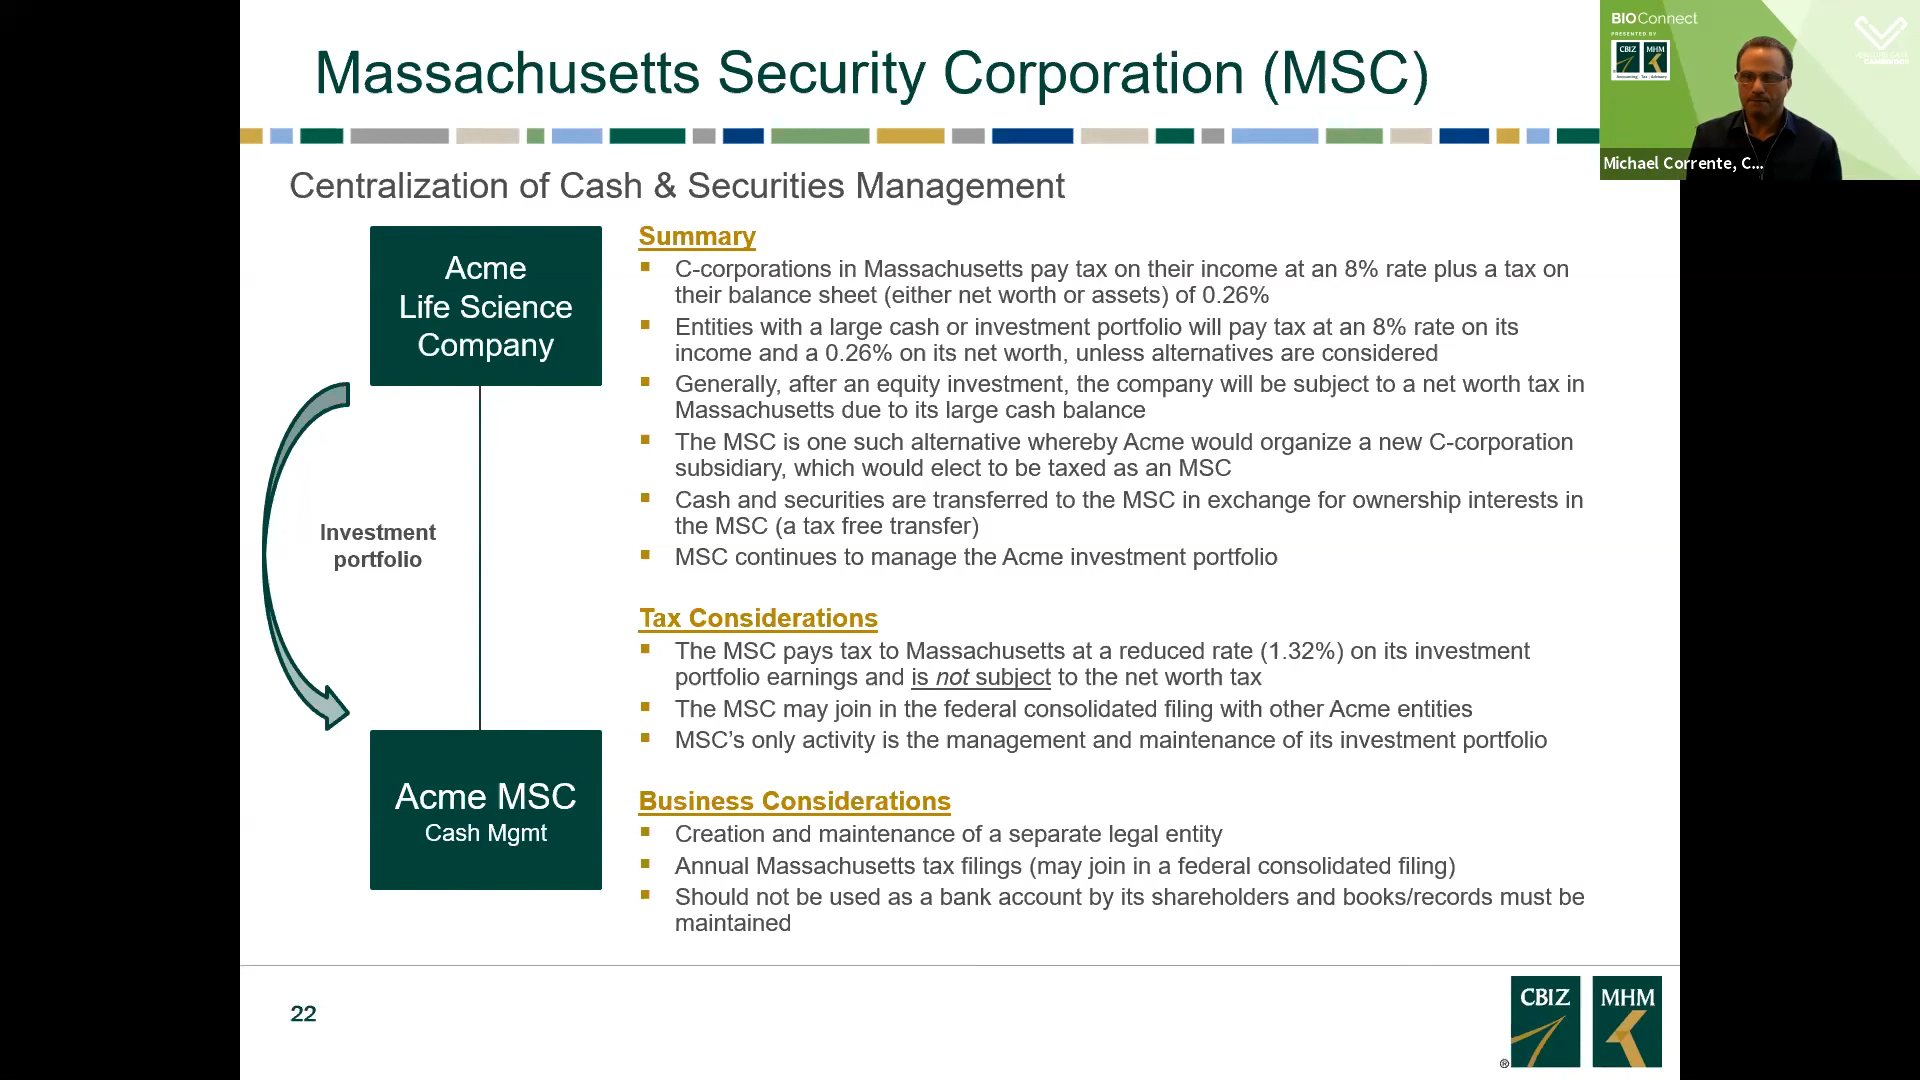 Massachusetts Security Corporation (MSC)
BIOConnect
PRESENTED BY
CBIZ MHM
Accounting Tax Advisory
CAMBRIDGE
Michael Corrente, C...
Centralization of Cash & Securities Management
Acme
Life Science
Company
Investment
portfolio
Acme MSC
Cash Mgmt
Summary
C-corporations in Massachusetts pay tax on their income at an 8% rate plus a tax on
their balance sheet (either net worth or assets) of 0.26%
Entities with a large cash or investment portfolio will pay tax at an 8% rate on its
income and a 0.26% on its net worth, unless alternatives are considered
Generally, after an equity investment, the company will be subject to a net worth tax in
Massachusetts due to its large cash balance
The MSC is one such alternative whereby Acme would organize a new C-corporation
subsidiary, which would elect to be taxed as an MSC
Cash and securities are transferred to the MSC in exchange for ownership interests in
the MSC (a tax free transfer)
MSC continues to manage the Acme investment portfolio
Tax Considerations
The MSC pays tax to Massachusetts at a reduced rate (1.32%) on its investment
portfolio earnings and is not subject to the net worth tax
The MSC may join in the federal consolidated filing with other Acme entities
MSC’s only activity is the management and maintenance of its investment portfolio
Business Considerations
Creation and maintenance of a separate legal entity
Annual Massachusetts tax filings (may join in a federal consolidated filing)
Should not be used as a bank account by its shareholders and books/records must be
maintained
22
CBIZ MHM
®